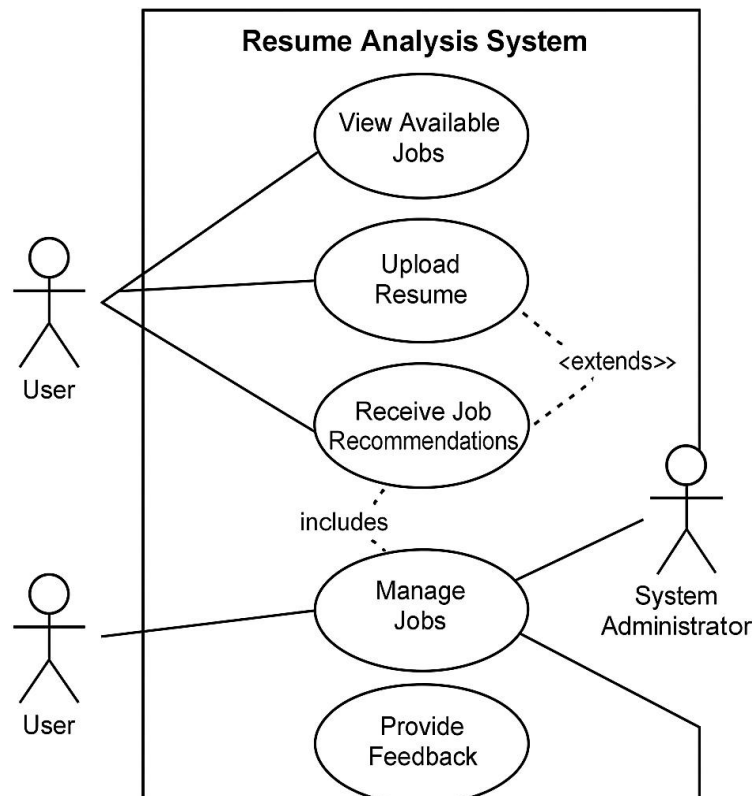 Resume Analysis System
View Available
Jobs
Upload
Resume
<extends>>
User
Receive Job
Recommendations
includes
Manage
Jobs
System
Administrator
User
Provide
Feedback